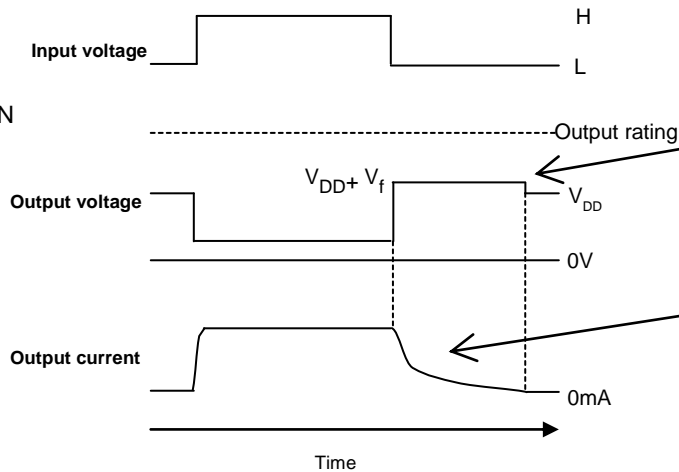 H
Input voltage
L
N
Output rating
V_DD + V_f
Output voltage
V_DD
0V
Output current
0mA
Time